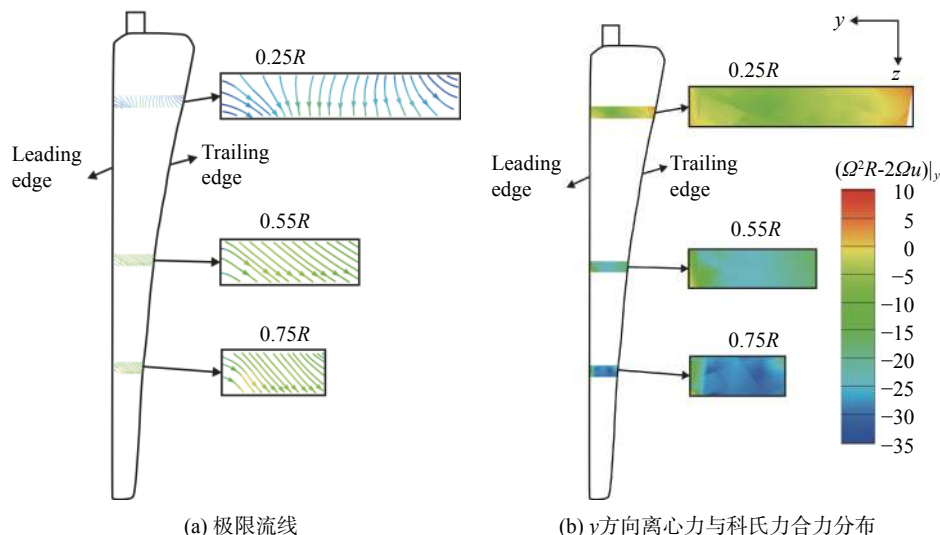 0.25R
Leading
edge
Trailing
edge
0.55R
0.75R
(a) 极限流线
y
z
0.25R
Leading
edge
Trailing
edge
0.55R
0.75R
(Ω²R-2Ωu)|y
10
5
0
−5
−10
−15
−20
−25
−30
−35
(b) y方向离心力与科氏力合力分布